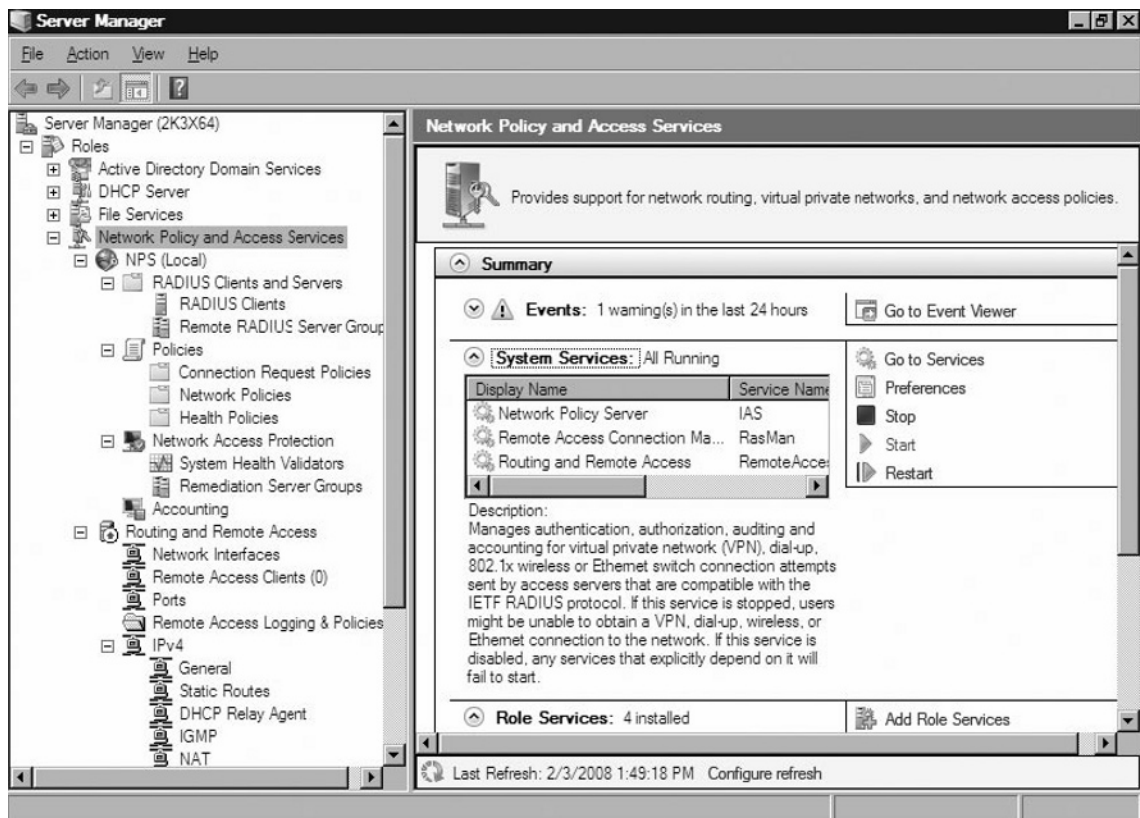 Server Manager
File Action View Help
Server Manager (2K3X64)
Roles
Active Directory Domain Services
DHCP Server
File Services
Network Policy and Access Services
NPS (Local)
RADIUS Clients and Servers
RADIUS Clients
Remote RADIUS Server Group
Policies
Connection Request Policies
Network Policies
Health Policies
Network Access Protection
System Health Validators
Remediation Server Groups
Accounting
Routing and Remote Access
Network Interfaces
Remote Access Clients (0)
Ports
Remote Access Logging & Policies
IPv4
General
Static Routes
DHCP Relay Agent
IGMP
NAT
Network Policy and Access Services
Provides support for network routing, virtual private networks, and network access policies.
Summary
Events: 1 warning(s) in the last 24 hours
Go to Event Viewer
System Services: All Running
Display Name Service Name
Network Policy Server IAS
Remote Access Connection Ma... RasMan
Routing and Remote Access RemoteAcces
Go to Services
Preferences
Stop
Start
Restart
Description:
Manages authentication, authorization, auditing and
accounting for virtual private network (VPN), dial-up,
802.1x wireless or Ethernet switch connection attempts
sent by access servers that are compatible with the
IETF RADIUS protocol. If this service is stopped, users
might be unable to obtain a VPN, dial-up, wireless, or
Ethernet connection to the network. If this service is
disabled, any services that explicitly depend on it will
fail to start.
Role Services: 4 installed
Add Role Services
Last Refresh: 2/3/2008 1:49:18 PM Configure refresh